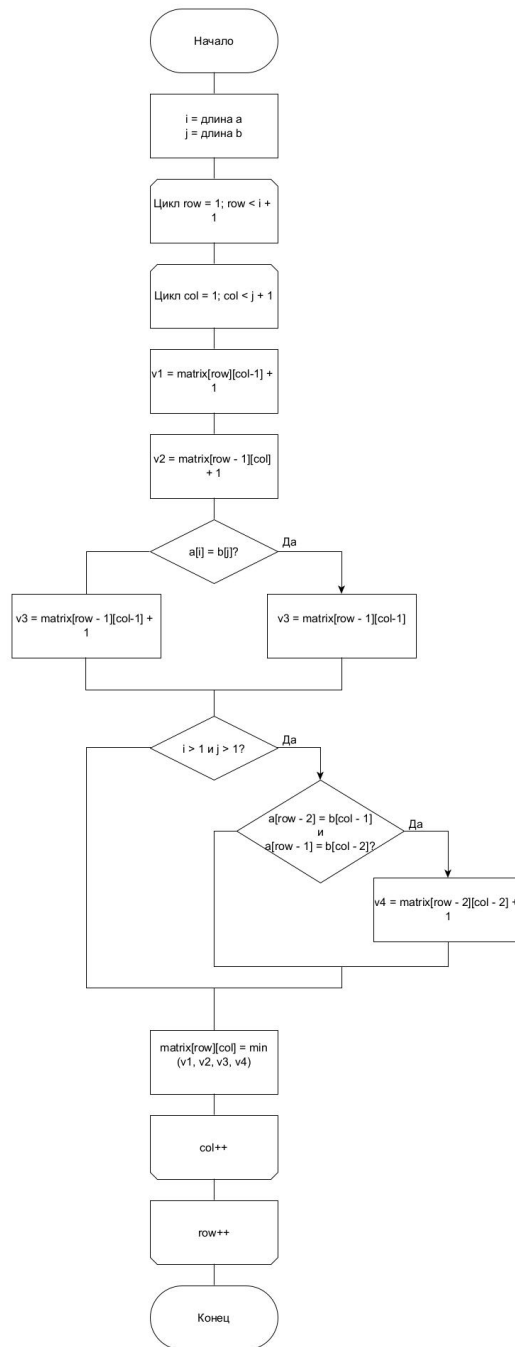 Начало
i = длина a
j = длина b
Цикл row = 1; row < i +
1
Цикл col = 1; col < j + 1
v1 = matrix[row][col-1] +
1
v2 = matrix[row - 1][col]
+ 1
a[i] = b[j]?
Да
v3 = matrix[row - 1][col-1] +
1
v3 = matrix[row - 1][col-1]
i > 1 и j > 1?
Да
a[row - 2] = b[col - 1]
и
a[row - 1] = b[col - 2]?
Да
v4 = matrix[row - 2][col - 2] +
1
matrix[row][col] = min
(v1, v2, v3, v4)
col++
row++
Конец